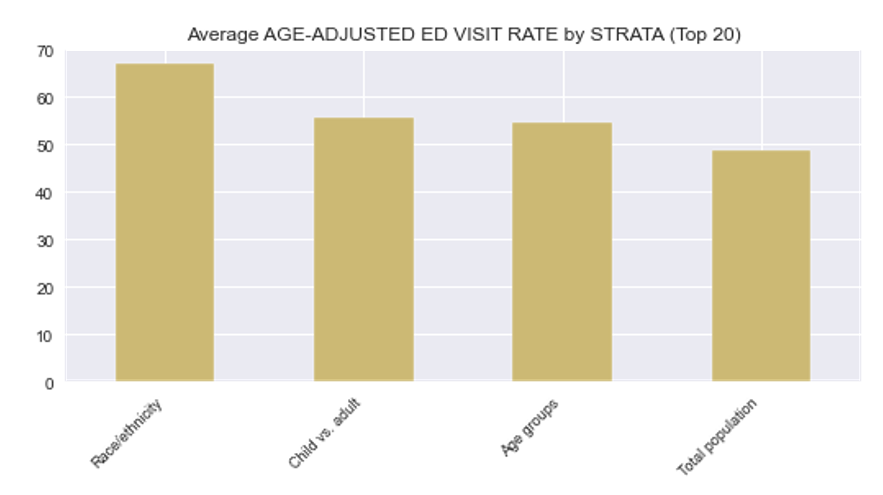 Average AGE-ADJUSTED ED VISIT RATE by STRATA (Top 20)
70
60
50
40
30
20
10
0
Race/ethnicity
Child vs. adult
Age groups
Total population